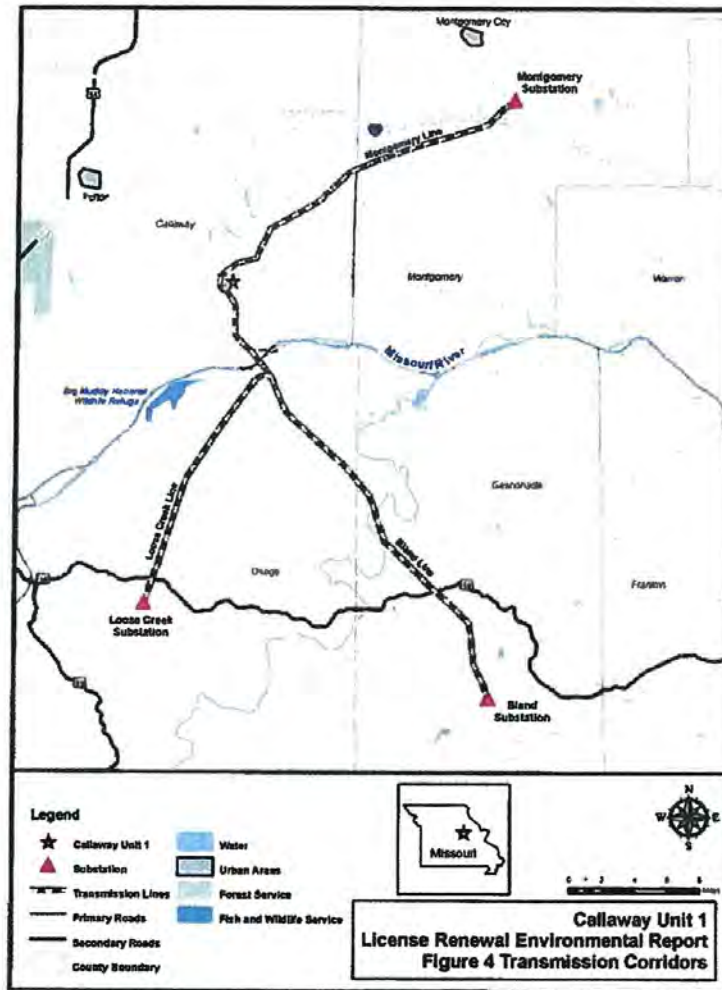 Montgomery City
Montgomery
Substation
Montgomery Line
54
Fulton
Callaway
Montgomery
Warren
Missouri River
Big Muddy National
Wildlife Refuge
Loose Creek Line
Gasconade
Bland Line
Osage
Franklin
Loose Creek
Substation
Bland
Substation
Legend
Callaway Unit 1
Substation
Transmission Lines
Primary Roads
Secondary Roads
County Boundary
Water
Urban Areas
Forest Service
Fish and Wildlife Service
Missouri
N
W E
S
Callaway Unit 1
License Renewal Environmental Report
Figure 4 Transmission Corridors